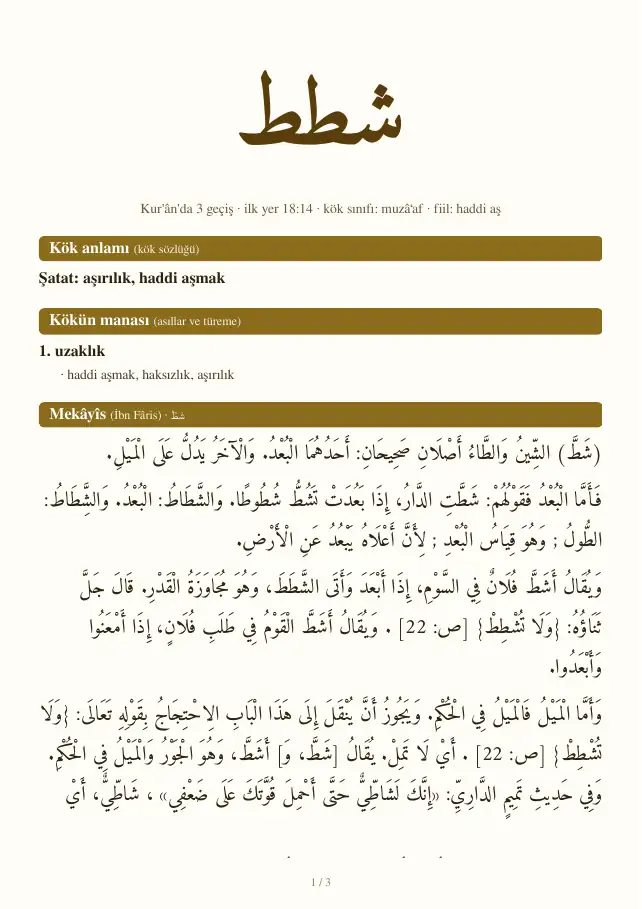 شطط
Kur'ân'da 3 geçiş · ilk yer 18:14 · kök sınıfı: muzâ'af · fiil: haddi aş
Kök anlamı (kök sözlüğü)
Şatat: aşırılık, haddi aşmak
Kökün manası (asıllar ve türeme)
1. uzaklık
· haddi aşmak, haksızlık, aşırılık
Mekâyîs (İbn Fâris) · شط
(شَطَّ) الشِّينُ وَالطَّاءُ أَصْلَانِ صَحِيحَانِ: أَحَدُهُمَا الْبُعْدُ. وَالْآخَرُ يَدُلُّ عَلَى الْمَيْلِ.
فَأَمَّا الْبُعْدُ فَقَوْلُهُمْ: شَطَّتِ الدَّارُ، إِذَا بَعُدَتْ تَشُطُّ شُطُوطًا. وَالشَّطَاطُ: الْبُعْدُ. وَالشِّطَاطُ:
الطُّولُ ; وَهُوَ قِيَاسُ الْبُعْدِ ; لِأَنَّ أَعْلَاهُ يَبْعُدُ عَنِ الْأَرْضِ.
وَيُقَالُ أَشَطَّ فُلَانٌ فِي السَّوْمِ، إِذَا أَبْعَدَ وَأَتَى الشَّطَطَ، وَهُوَ مُجَاوَزَةُ الْقَدْرِ. قَالَ جَلَّ
ثَنَاؤُهُ: {وَلَا تُشْطِطْ} [ص: 22] . وَيُقَالُ أَشَطَّ الْقَوْمُ فِي طَلَبِ فُلَانٍ، إِذَا أَمْعَنُوا
وَأَبْعَدُوا.
وَأَمَّا الْمَيْلُ فَالْمَيْلُ فِي الْحُكْمِ. وَيَجُوزُ أَنَّ يُنْقَلَ إِلَى هَذَا الْبَابِ الِاحْتِجَاجُ بِقَوْلِهِ تَعَالَى: {وَلَا
تُشْطِطْ} [ص: 22] . أَيْ لَا تَمِلْ. يُقَالُ [شَطَّ، وَ] أَشَطَّ، وَهُوَ الْجَوْرُ وَالْمَيْلُ فِي الْحُكْمِ.
وَفِي حَدِيثِ تَمِيمٍ الدَّارِيِّ: «إِنَّكَ لَشَاطِّيٌّ حَتَّى أَحْمِلَ قُوَّتَكَ عَلَى ضَعْفِي» ، شَاطِّيٌّ، أَيْ
1 / 3